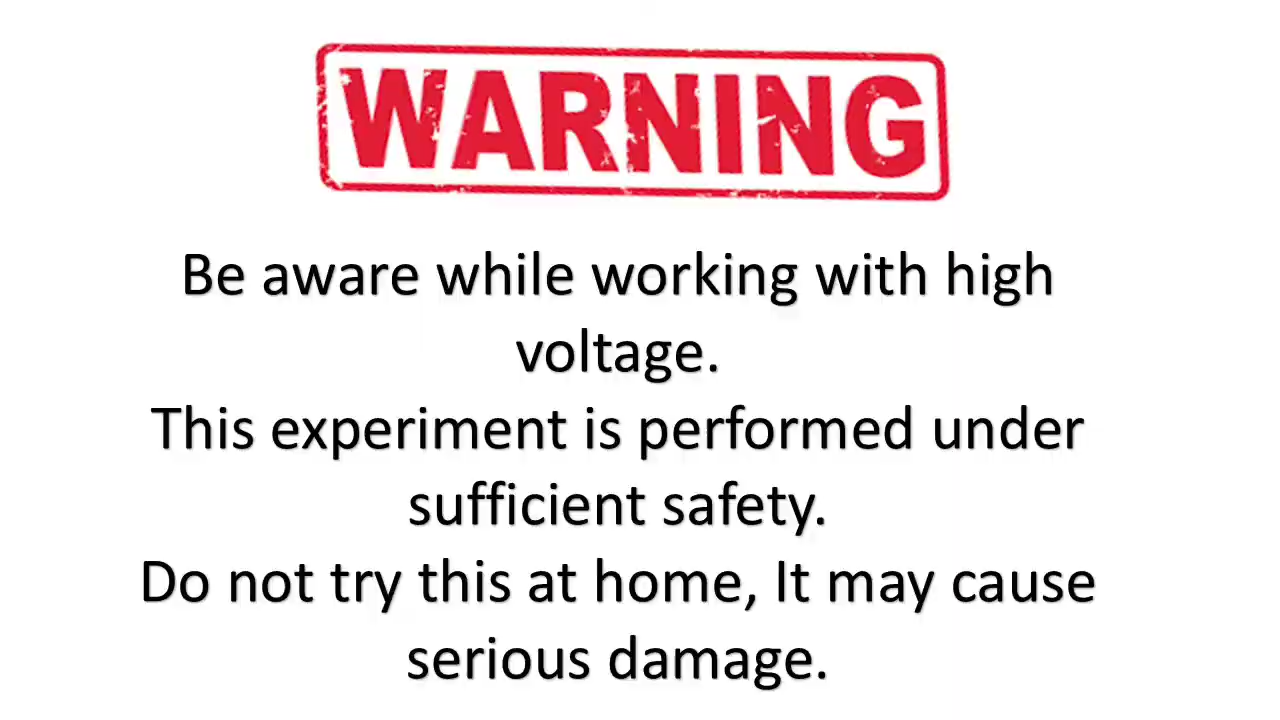 WARNING
Be aware while working with high
voltage.
This experiment is performed under
sufficient safety.
Do not try this at home, It may cause
serious damage.